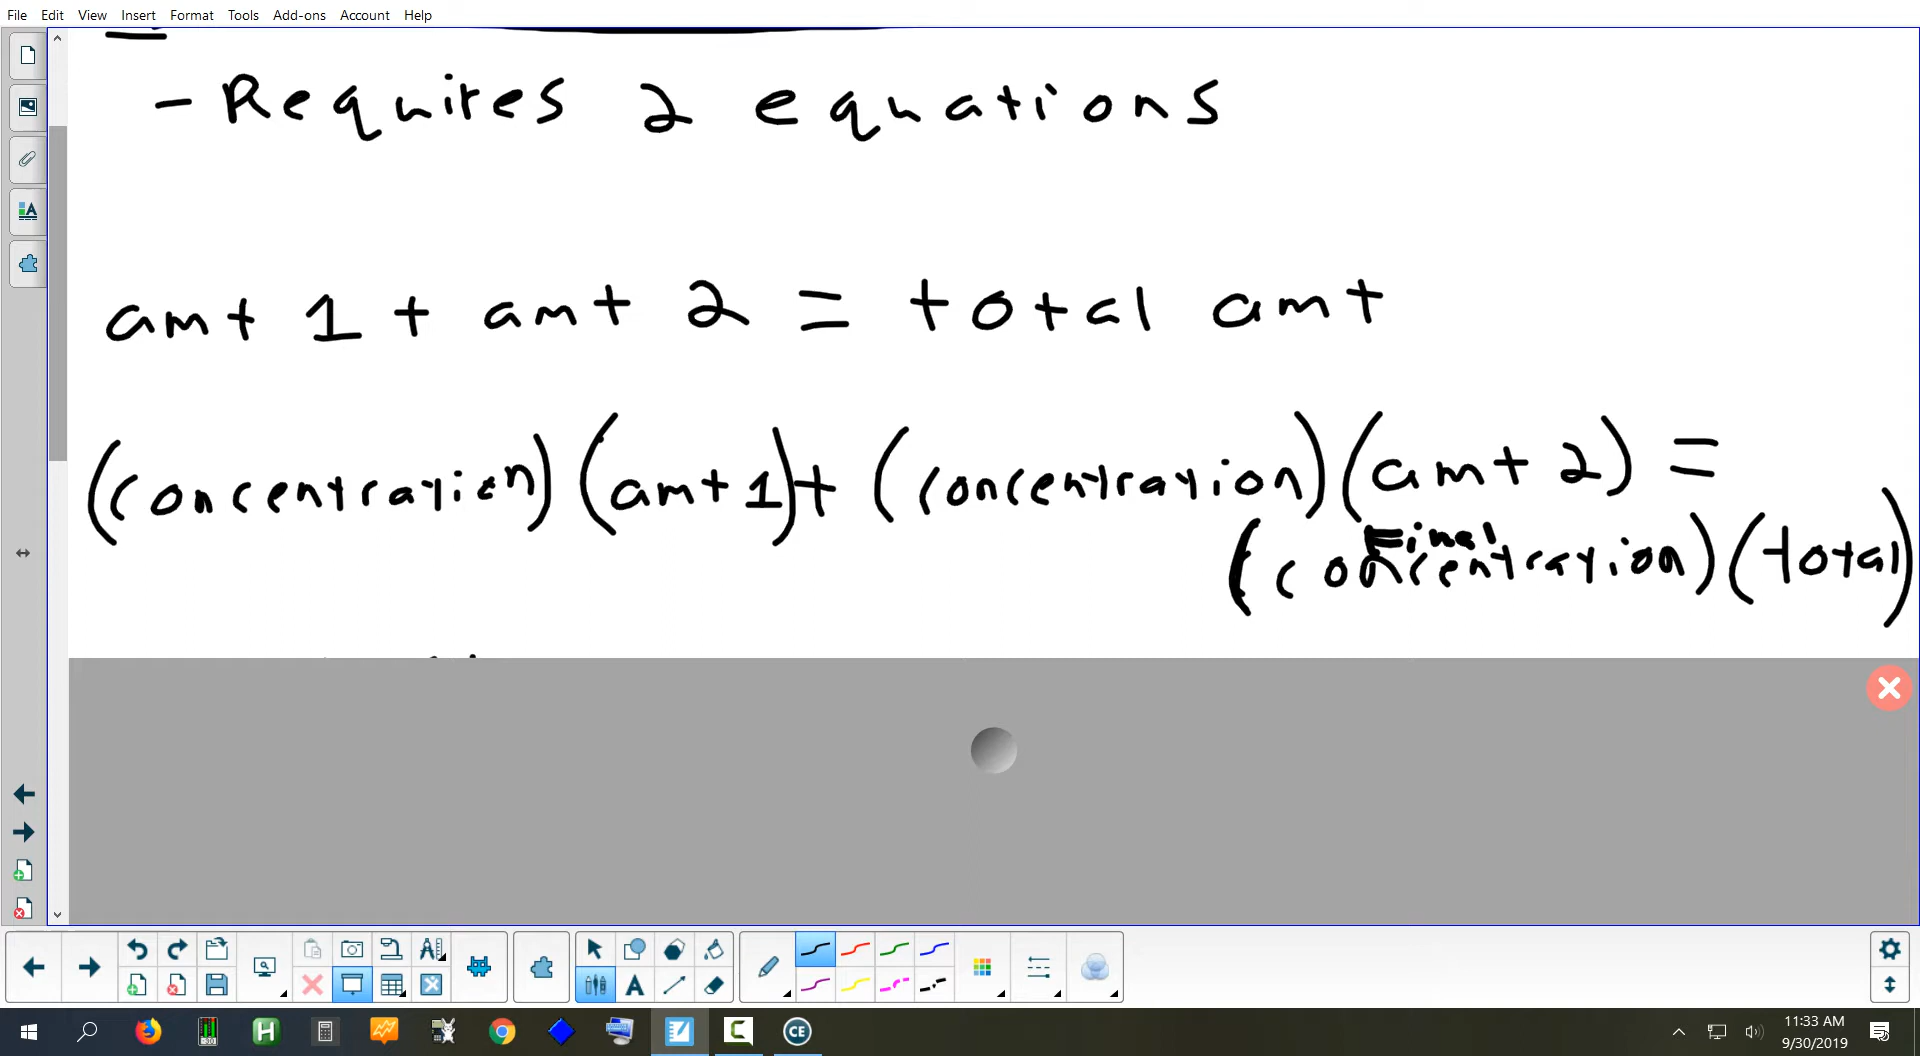 File Edit View Insert Format Tools Add-ons Account Help
- Requires 2 equations
amt 1 + amt 2 = total amt
(concentration)(amt 1)+ (concentration)(amt 2) =
Final
(concentration)(total)
11:33 AM
9/30/2019